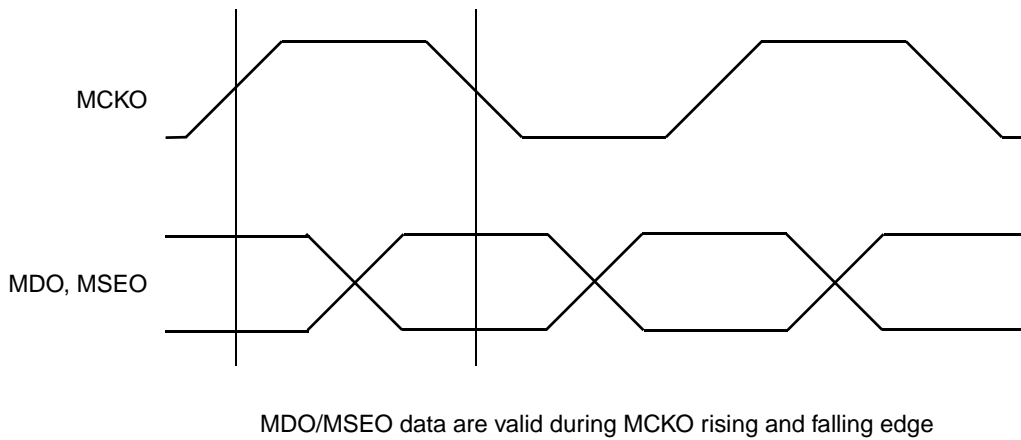 MCKO
MDO, MSEO
MDO/MSEO data are valid during MCKO rising and falling edge